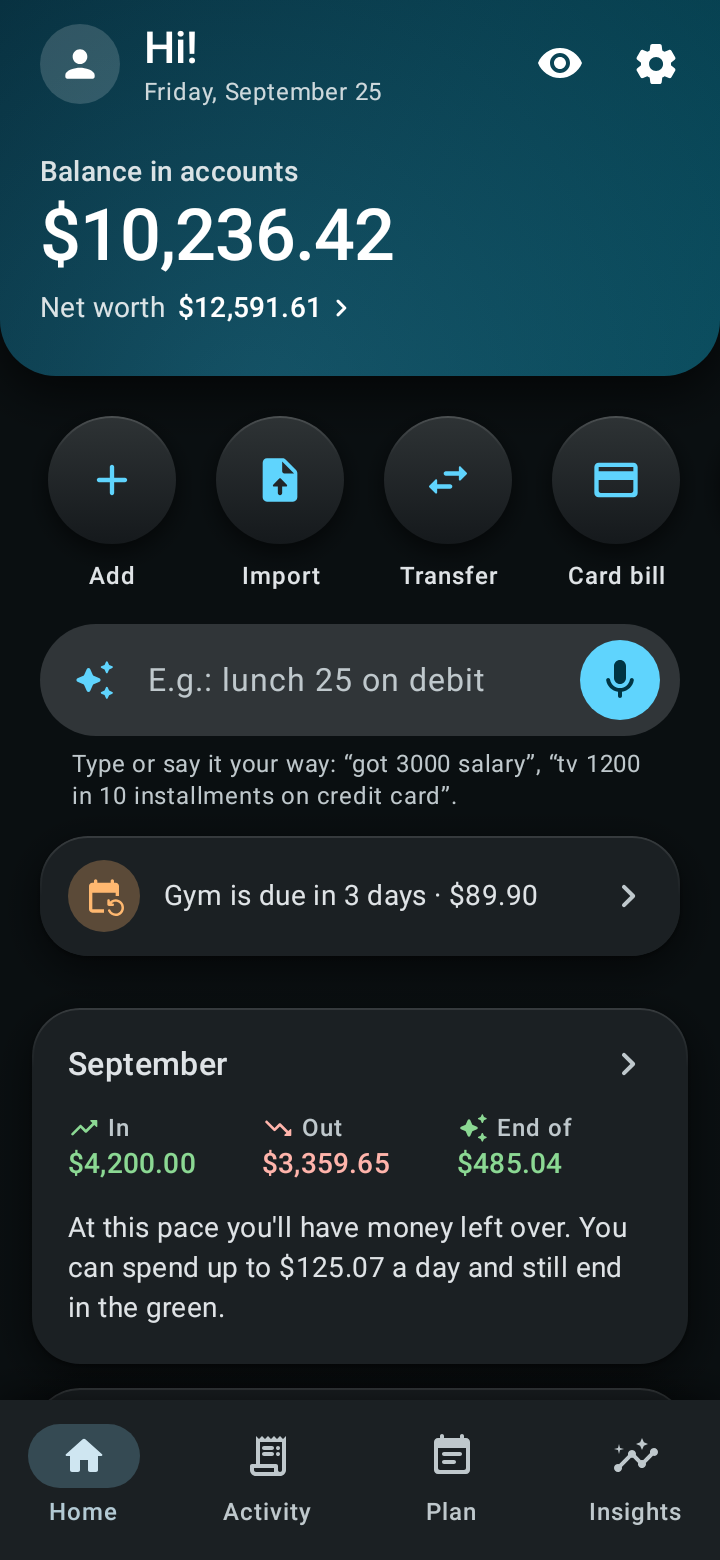 Hi!
Friday, September 25
Balance in accounts
$10,236.42
Net worth $12,591.61
Add
Import
Transfer
Card bill
E.g.: lunch 25 on debit
Type or say it your way: “got 3000 salary”, “tv 1200
in 10 installments on credit card”.
Gym is due in 3 days · $89.90
September
In
Out
End of
$4,200.00
$3,359.65
$485.04
At this pace you'll have money left over. You
can spend up to $125.07 a day and still end
in the green.
Home
Activity
Plan
Insights